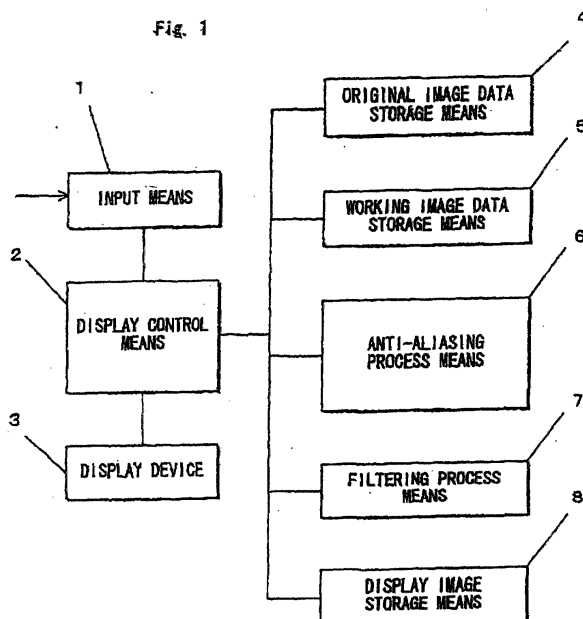 Fig. 1
4
ORIGINAL IMAGE DATA
STORAGE MEANS
1
INPUT MEANS
5
WORKING IMAGE DATA
STORAGE MEANS
2
DISPLAY CONTROL
MEANS
6
ANTI-ALIASING
PROCESS MEANS
3
DISPLAY DEVICE
7
FILTERING PROCESS
MEANS
8
DISPLAY IMAGE
STORAGE MEANS